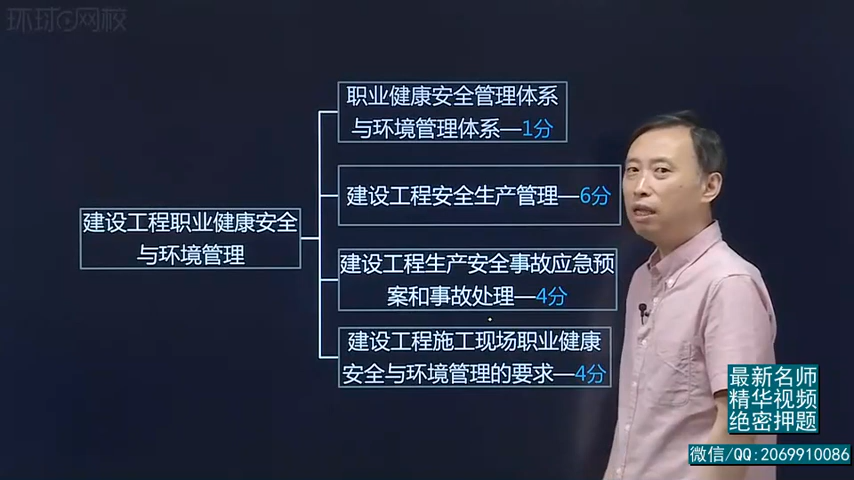 环球网校
建设工程职业健康安全
与环境管理
职业健康安全管理体系
与环境管理体系—1分
建设工程安全生产管理—6分
建设工程生产安全事故应急预
案和事故处理—4分
建设工程施工现场职业健康
安全与环境管理的要求—4分
最新名师
精华视频
绝密押题
微信/QQ:2069910086